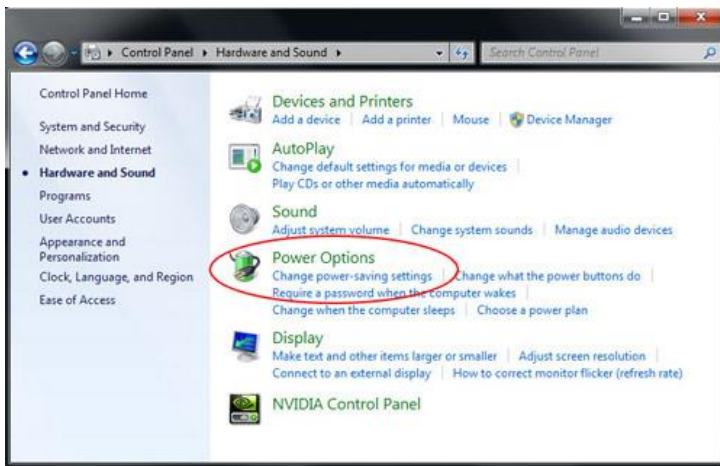 Control Panel ▸ Hardware and Sound ▸
Search Control Panel
Control Panel Home
System and Security
Network and Internet
Hardware and Sound
Programs
User Accounts
Appearance and
Personalization
Clock, Language, and Region
Ease of Access
Devices and Printers
Add a device | Add a printer | Mouse | Device Manager
AutoPlay
Change default settings for media or devices |
Play CDs or other media automatically
Sound
Adjust system volume | Change system sounds | Manage audio devices
Power Options
Change power-saving settings | Change what the power buttons do |
Require a password when the computer wakes |
Change when the computer sleeps | Choose a power plan
Display
Make text and other items larger or smaller | Adjust screen resolution |
Connect to an external display | How to correct monitor flicker (refresh rate)
NVIDIA Control Panel